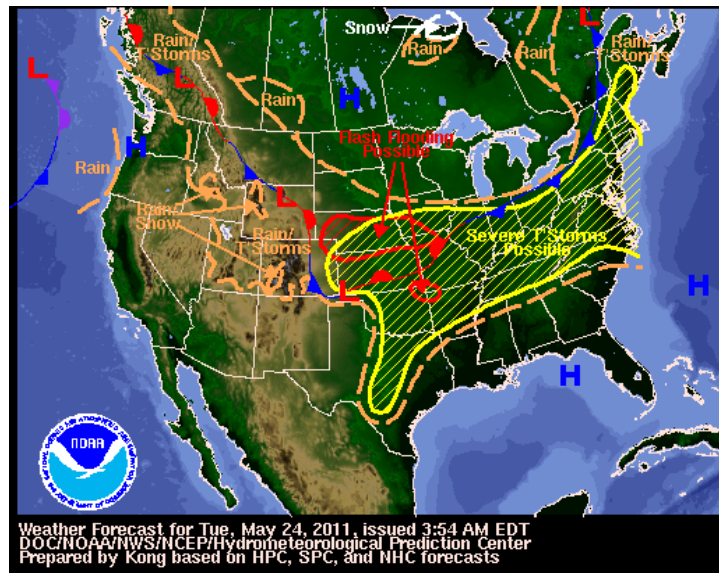 Snow
Rain/
T'Storms
Rain
Rain/
T'Storms
L
L
L
Rain
H
Flash Flooding
Possible
H
Rain
L
Rain/
Snow
Rain/
T'Storms
Severe T'Storms
Possible
L
H
H
NOAA
Weather Forecast for Tue, May 24, 2011, issued 3:54 AM EDT
DOC/NOAA/NWS/NCEP/Hydrometeorological Prediction Center
Prepared by Kong based on HPC, SPC, and NHC forecasts